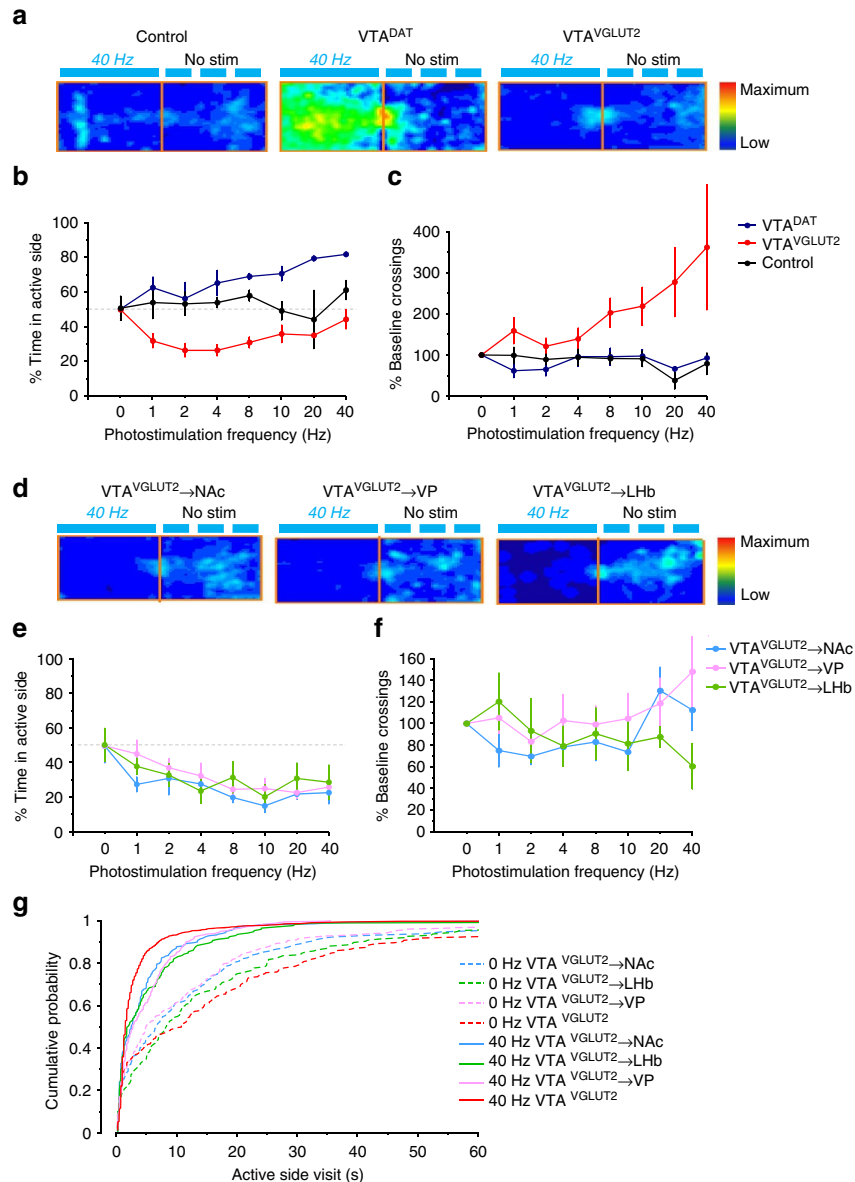 a
Control
VTA^DAT
VTA^VGLUT2
40 Hz
No stim
40 Hz
No stim
40 Hz
No stim
Maximum
Low
b
% Time in active side
100
80
60
40
20
0
0 1 2 4 8 10 20 40
Photostimulation frequency (Hz)
c
% Baseline crossings
400
300
200
100
0
0 1 2 4 8 10 20 40
Photostimulation frequency (Hz)
VTA^DAT
VTA^VGLUT2
Control
d
VTA^VGLUT2→NAc
VTA^VGLUT2→VP
VTA^VGLUT2→LHb
40 Hz
No stim
40 Hz
No stim
40 Hz
No stim
Maximum
Low
e
% Time in active side
100
80
60
40
20
0
0 1 2 4 8 10 20 40
Photostimulation frequency (Hz)
f
% Baseline crossings
160
140
120
100
80
60
40
20
0
0 1 2 4 8 10 20 40
Photostimulation frequency (Hz)
VTA^VGLUT2→NAc
VTA^VGLUT2→VP
VTA^VGLUT2→LHb
g
Cumulative probability
1
0.8
0.6
0.4
0.2
0
0 10 20 30 40 50 60
Active side visit (s)
0 Hz VTA ^VGLUT2→NAc
0 Hz VTA ^VGLUT2→LHb
0 Hz VTA ^VGLUT2→VP
0 Hz VTA ^VGLUT2
40 Hz VTA ^VGLUT2→NAc
40 Hz VTA ^VGLUT2→LHb
40 Hz VTA ^VGLUT2→VP
40 Hz VTA ^VGLUT2